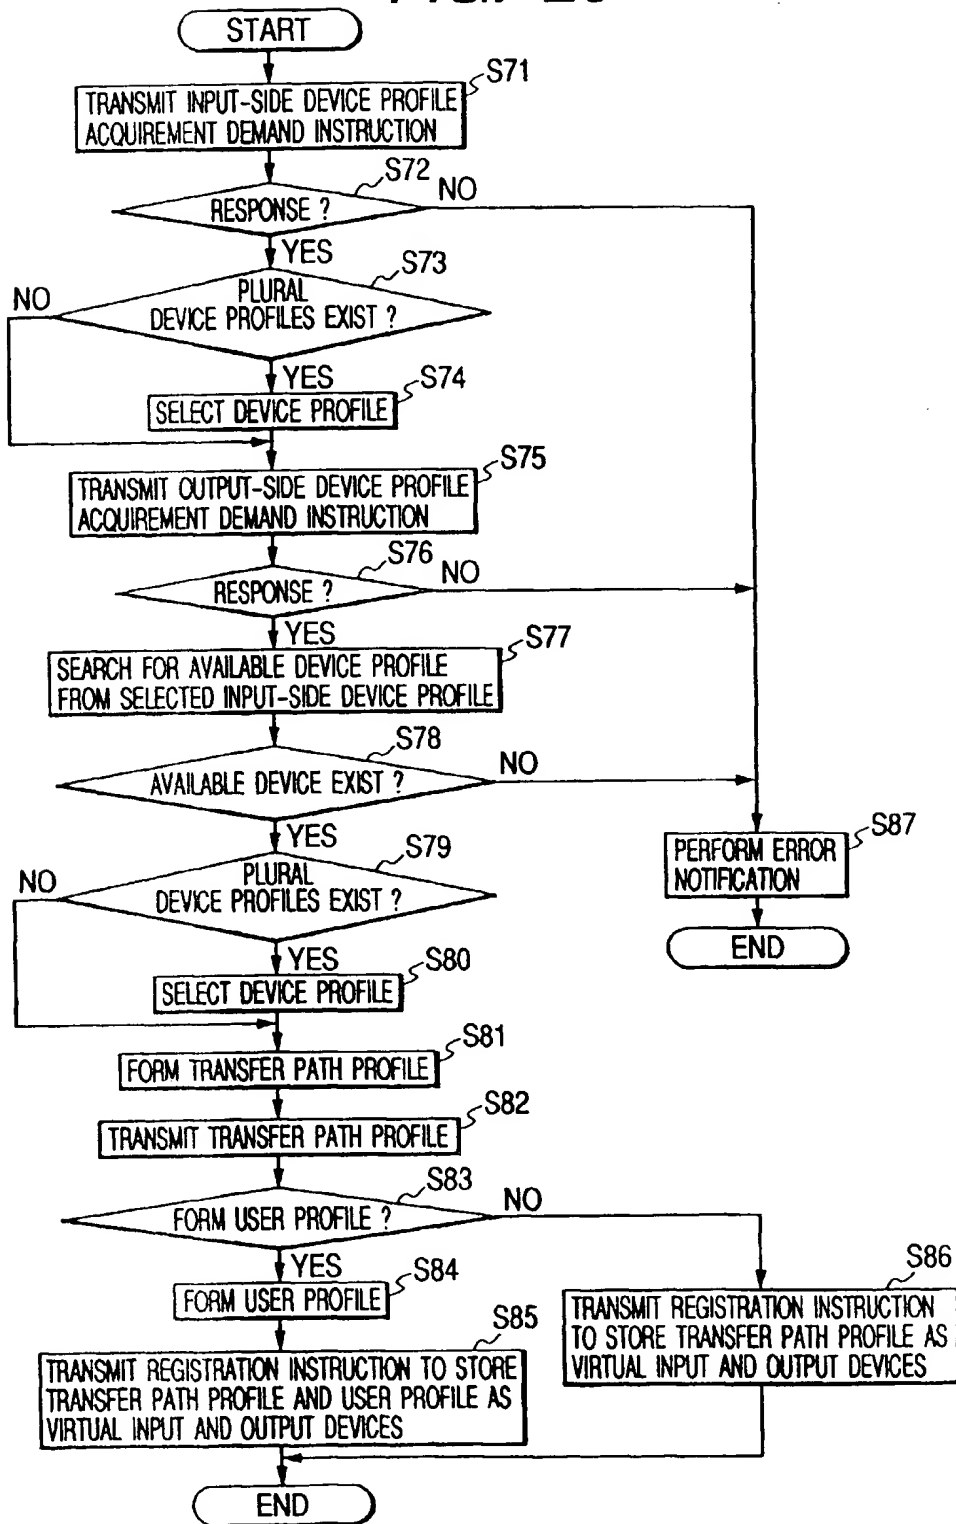 START
S71
TRANSMIT INPUT-SIDE DEVICE PROFILE
ACQUIREMENT DEMAND INSTRUCTION
S72
NO
RESPONSE ?
YES
S73
NO
PLURAL
DEVICE PROFILES EXIST ?
YES
S74
SELECT DEVICE PROFILE
S75
TRANSMIT OUTPUT-SIDE DEVICE PROFILE
ACQUIREMENT DEMAND INSTRUCTION
S76
NO
RESPONSE ?
YES
S77
SEARCH FOR AVAILABLE DEVICE PROFILE
FROM SELECTED INPUT-SIDE DEVICE PROFILE
S78
NO
AVAILABLE DEVICE EXIST ?
YES
S79
NO
PLURAL
DEVICE PROFILES EXIST ?
YES
S80
SELECT DEVICE PROFILE
S87
PERFORM ERROR
NOTIFICATION
END
S81
FORM TRANSFER PATH PROFILE
S82
TRANSMIT TRANSFER PATH PROFILE
S83
NO
FORM USER PROFILE ?
YES
S84
FORM USER PROFILE
S85
TRANSMIT REGISTRATION INSTRUCTION TO STORE
TRANSFER PATH PROFILE AND USER PROFILE AS
VIRTUAL INPUT AND OUTPUT DEVICES
S86
TRANSMIT REGISTRATION INSTRUCTION
TO STORE TRANSFER PATH PROFILE AS
VIRTUAL INPUT AND OUTPUT DEVICES
END